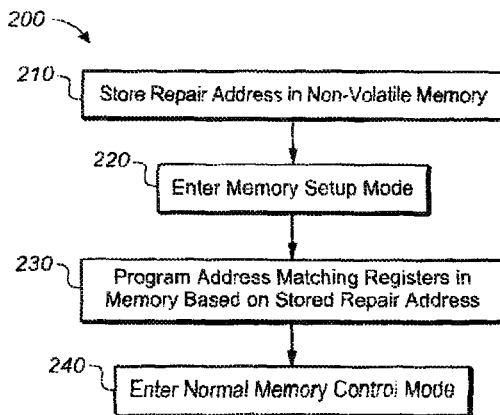 200
210
Store Repair Address in Non-Volatile Memory
220
Enter Memory Setup Mode
230
Program Address Matching Registers in
Memory Based on Stored Repair Address
240
Enter Normal Memory Control Mode